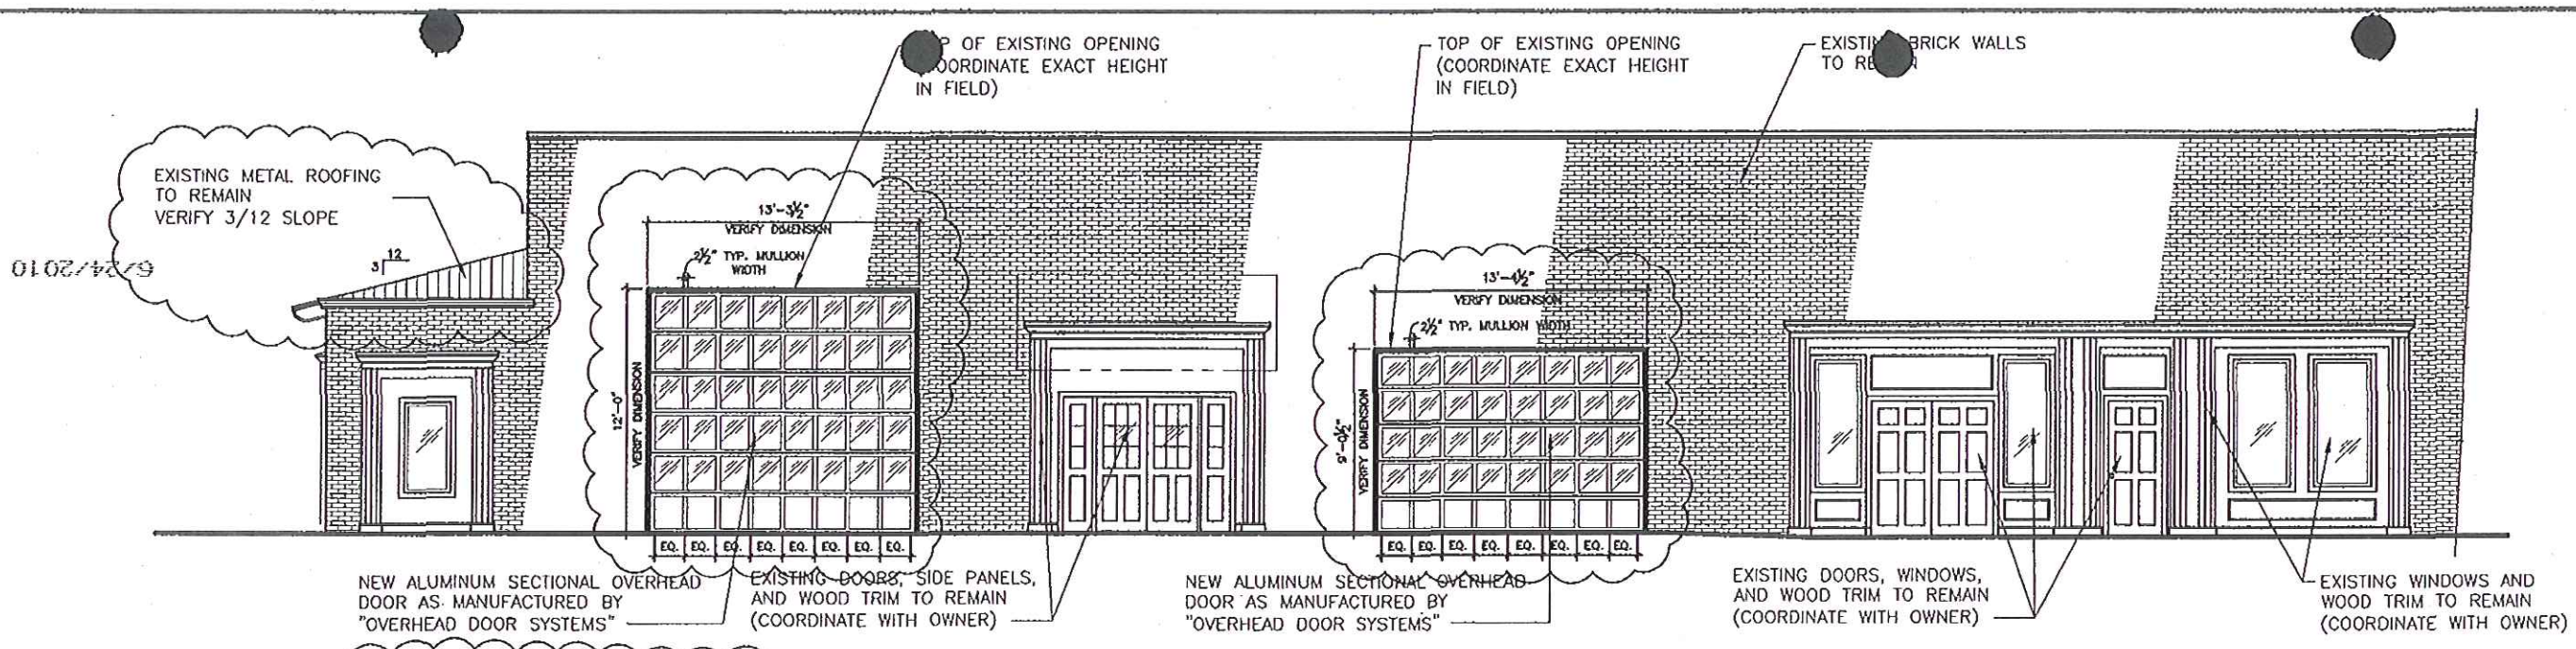 P OF EXISTING OPENING
OORDINATE EXACT HEIGHT
IN FIELD)
TOP OF EXISTING OPENING
(COORDINATE EXACT HEIGHT
IN FIELD)
BRICK WALLS
TO
EXISTING METAL ROOFING
TO REMAIN
VERIFY 3/12 SLOPE
12
3
6/24/2010
13'-3½"
VERIFY DIMENSION
2½" TYP. MULLION
WIDTH
12'-0"
VERIFY DIMENSION
13'-4½"
VERIFY DIMENSION
2½" TYP. MULLION WIDTH
9'-0½"
VERIFY DIMENSION
EQ. EQ. EQ. EQ. EQ. EQ. EQ. EQ.
EQ. EQ. EQ. EQ. EQ. EQ. EQ. EQ.
NEW ALUMINUM SECTIONAL OVERHEAD
DOOR AS MANUFACTURED BY
"OVERHEAD DOOR SYSTEMS"
EXISTING DOORS, SIDE PANELS,
AND WOOD TRIM TO REMAIN
(COORDINATE WITH OWNER)
NEW ALUMINUM SECTIONAL OVERHEAD
DOOR AS MANUFACTURED BY
"OVERHEAD DOOR SYSTEMS"
EXISTING DOORS, WINDOWS,
AND WOOD TRIM TO REMAIN
(COORDINATE WITH OWNER)
EXISTING WINDOWS AND
WOOD TRIM TO REMAIN
(COORDINATE WITH OWNER)